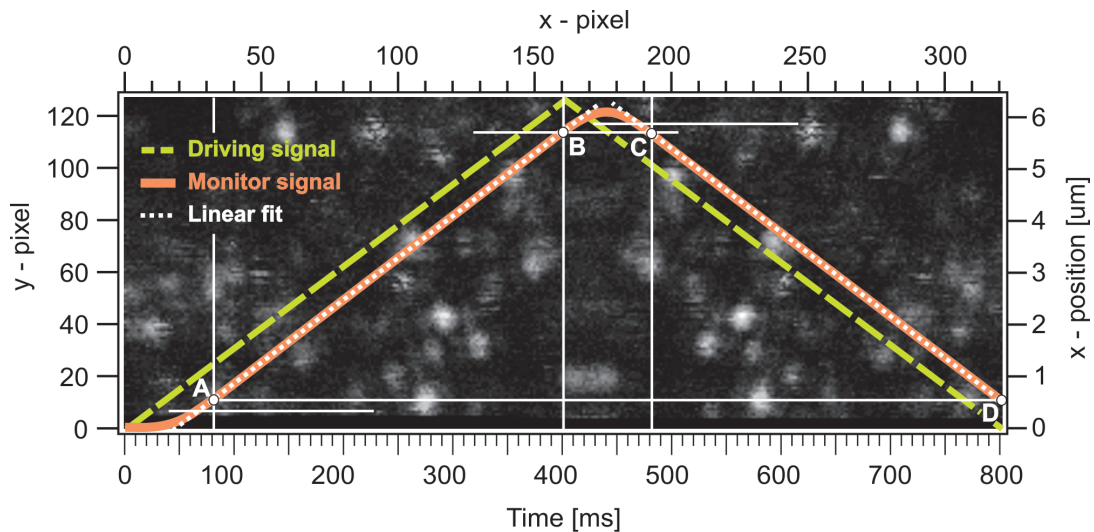 x - pixel
0 50 100 150 200 250 300
120
100
80
60
40
20
0
y - pixel
Driving signal
Monitor signal
Linear fit
A
B
C
D
6
5
4
3
2
1
0
x - position [um]
0 100 200 300 400 500 600 700 800
Time [ms]